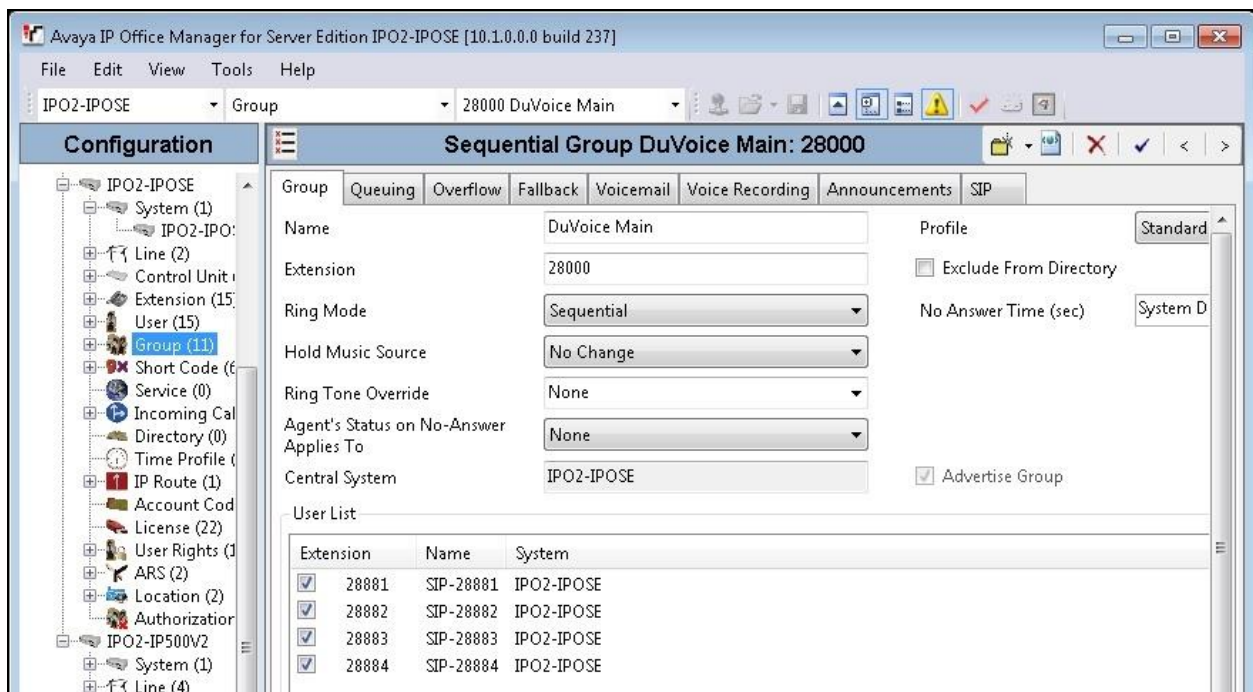 Avaya IP Office Manager for Server Edition IPO2-IPOSE [10.1.0.0.0 build 237]
File Edit View Tools Help
IPO2-IPOSE Group 28000 DuVoice Main
Configuration
IPO2-IPOSE
System (1)
IPO2-IPO
Line (2)
Control Unit
Extension (15
User (15)
Group (11)
Short Code (6
Service (0)
Incoming Cal
Directory (0)
Time Profile (
IP Route (1)
Account Cod
License (22)
User Rights (1
ARS (2)
Location (2)
Authorization
IPO2-IP500V2
System (1)
Line (4)
Sequential Group DuVoice Main: 28000
Group Queuing Overflow Fallback Voicemail Voice Recording Announcements SIP
Name DuVoice Main Profile Standard
Extension 28000 Exclude From Directory
Ring Mode Sequential No Answer Time (sec) System D
Hold Music Source No Change
Ring Tone Override None
Agent's Status on No-Answer
Applies To None
Central System IPO2-IPOSE Advertise Group
User List
Extension Name System
28881 SIP-28881 IPO2-IPOSE
28882 SIP-28882 IPO2-IPOSE
28883 SIP-28883 IPO2-IPOSE
28884 SIP-28884 IPO2-IPOSE